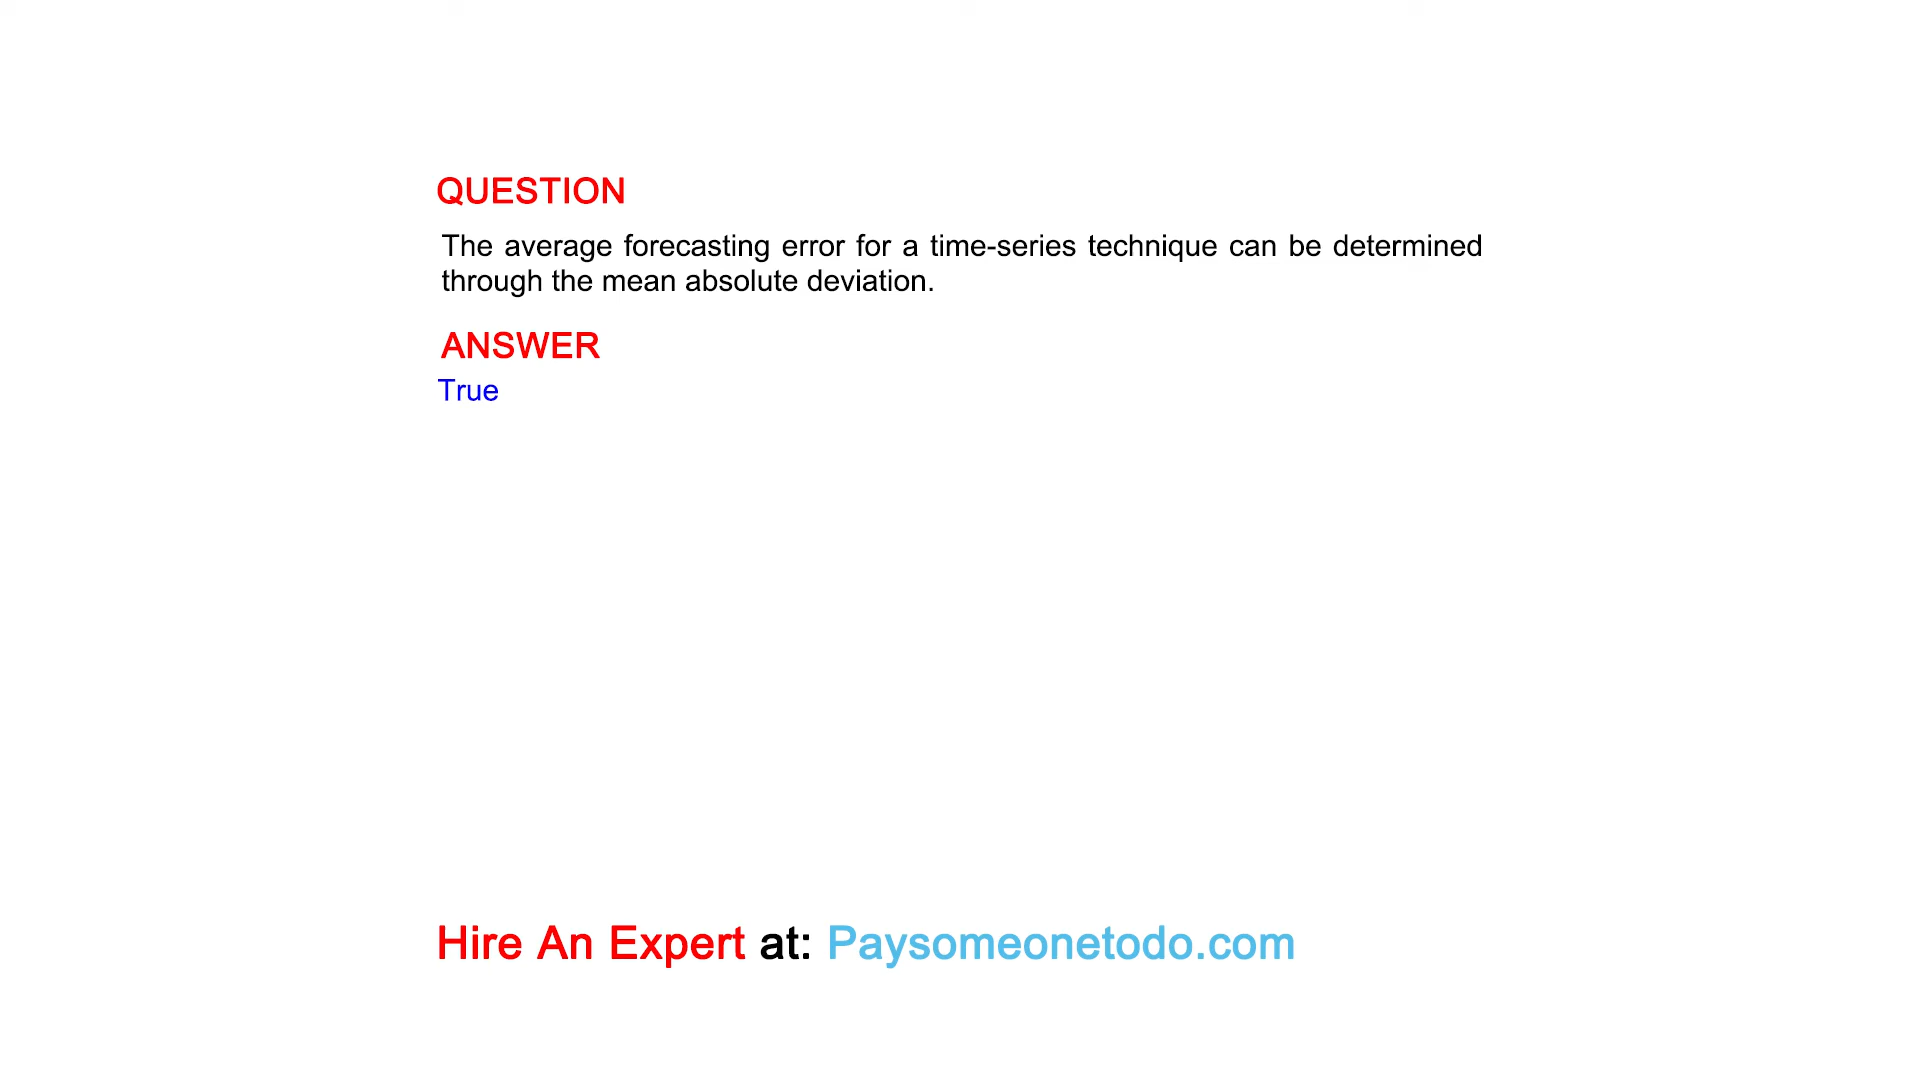 QUESTION
The average forecasting error for a time-series technique can be determined
through the mean absolute deviation.
ANSWER
True
Hire An Expert at: Paysomeonetodo.com